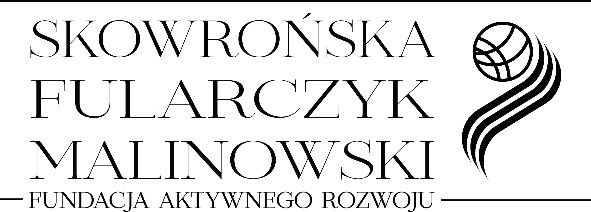 SKOWROŃSKA
FULARCZYK
MALINOWSKI
FUNDACJA AKTYWNEGO ROZWOJU